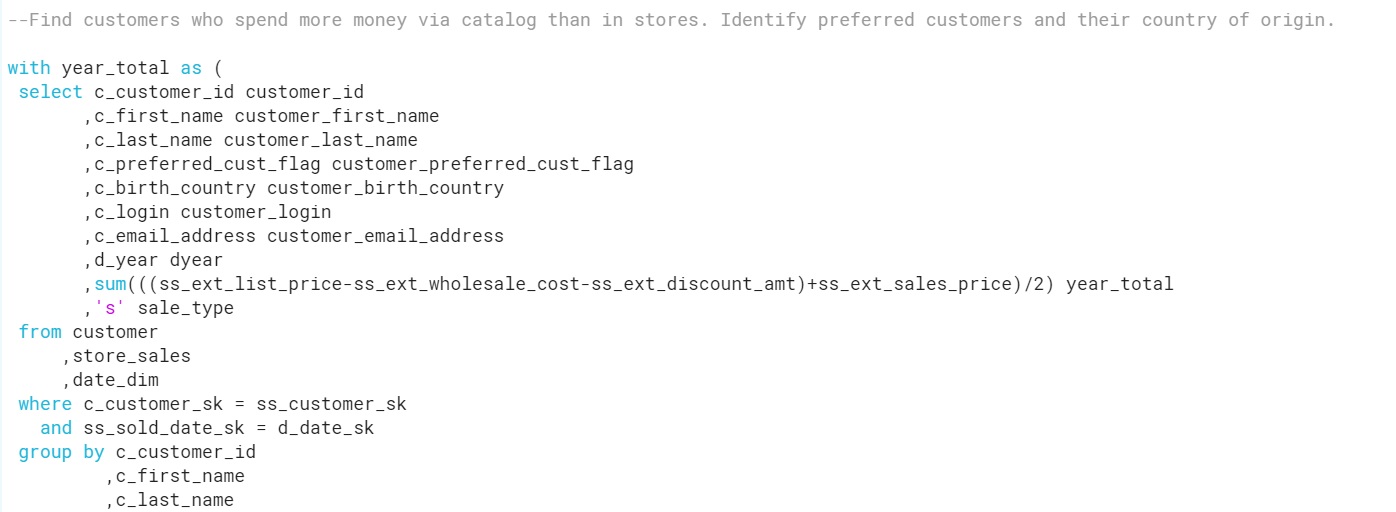 --Find customers who spend more money via catalog than in stores. Identify preferred customers and their country of origin.
with year_total as (
 select c_customer_id customer_id
       ,c_first_name customer_first_name
       ,c_last_name customer_last_name
       ,c_preferred_cust_flag customer_preferred_cust_flag
       ,c_birth_country customer_birth_country
       ,c_login customer_login
       ,c_email_address customer_email_address
       ,d_year dyear
       ,sum(((ss_ext_list_price-ss_ext_wholesale_cost-ss_ext_discount_amt)+ss_ext_sales_price)/2) year_total
       ,'s' sale_type
 from customer
     ,store_sales
     ,date_dim
 where c_customer_sk = ss_customer_sk
   and ss_sold_date_sk = d_date_sk
 group by c_customer_id
         ,c_first_name
         ,c_last_name